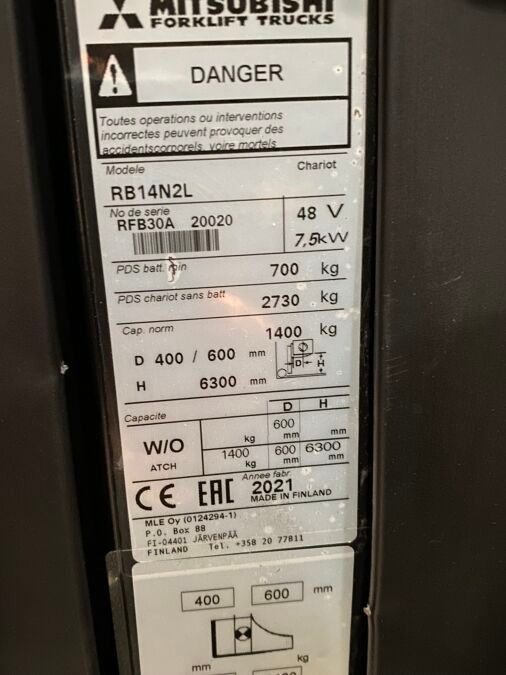 MITSUBISHI
FORKLIFT TRUCKS
DANGER
Toutes operations ou interventions
incorrectes peuvent provoquer des
accidentscorporels, voire mortels
Modele Chariot
RB14N2L
No de serie
RFB30A 20020 48 V
7,5kW
PDS batt. min 700 kg
PDS chariot sans batt 2730 kg
Cap. norm 1400 kg
D 400 / 600 mm
H 6300 mm
D H
Capacite
D H
600
kg mm mm
W/O 1400 600 6300
ATCH kg mm mm
Annee fabr.
CE EAC 2021
MADE IN FINLAND
MLE Oy (0124294-1)
P.O. Box 88
FI-04401 JÄRVENPÄÄ
FINLAND Tel. +358 20 77811
400 600 mm
mm kg